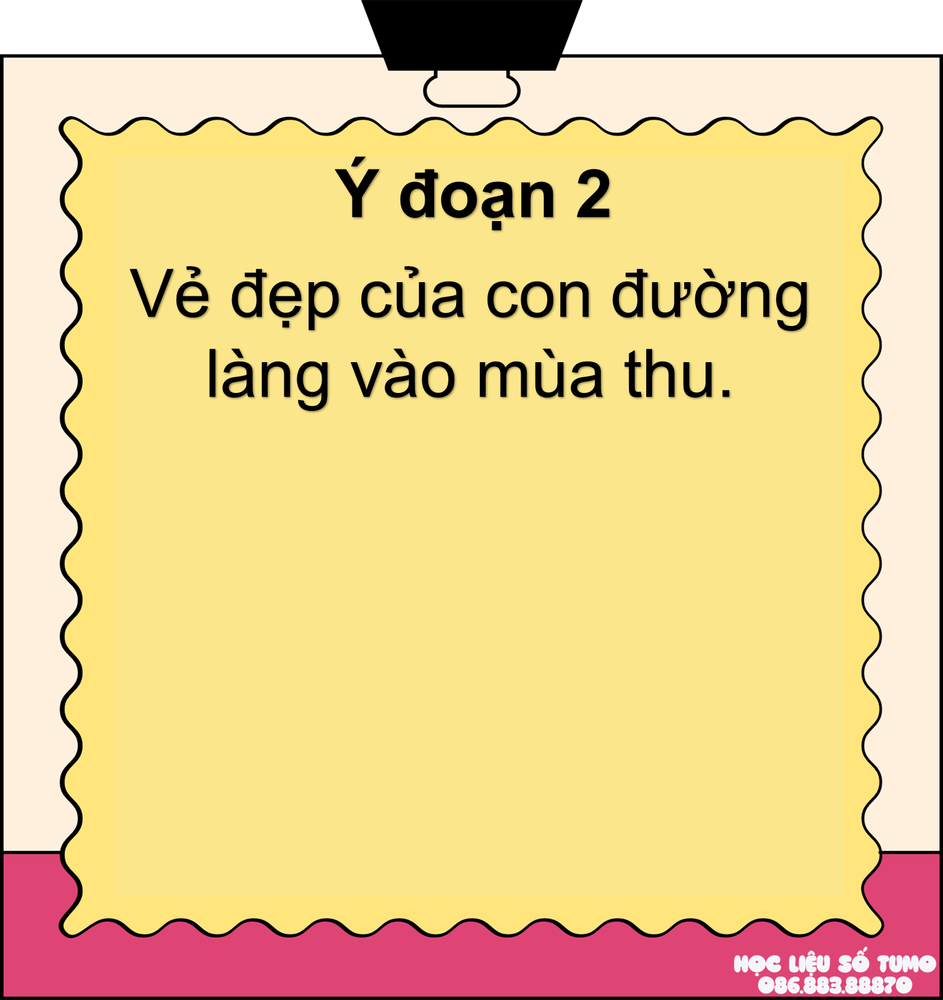 Ý đoạn 2
Vẻ đẹp của con đường
làng vào mùa thu.
HỌC LIỆU SỐ TUMO
086.883.88870